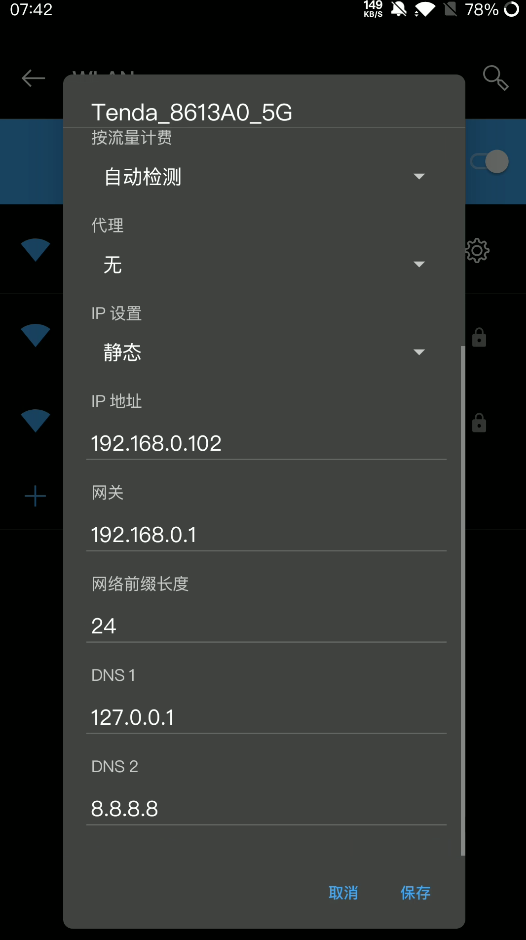 07:42
149
KB/S
78%
WLAN
Tenda_8613A0_5G
按流量计费
自动检测
代理
无
IP 设置
静态
IP 地址
192.168.0.102
网关
192.168.0.1
网络前缀长度
24
DNS 1
127.0.0.1
DNS 2
8.8.8.8
取消
保存